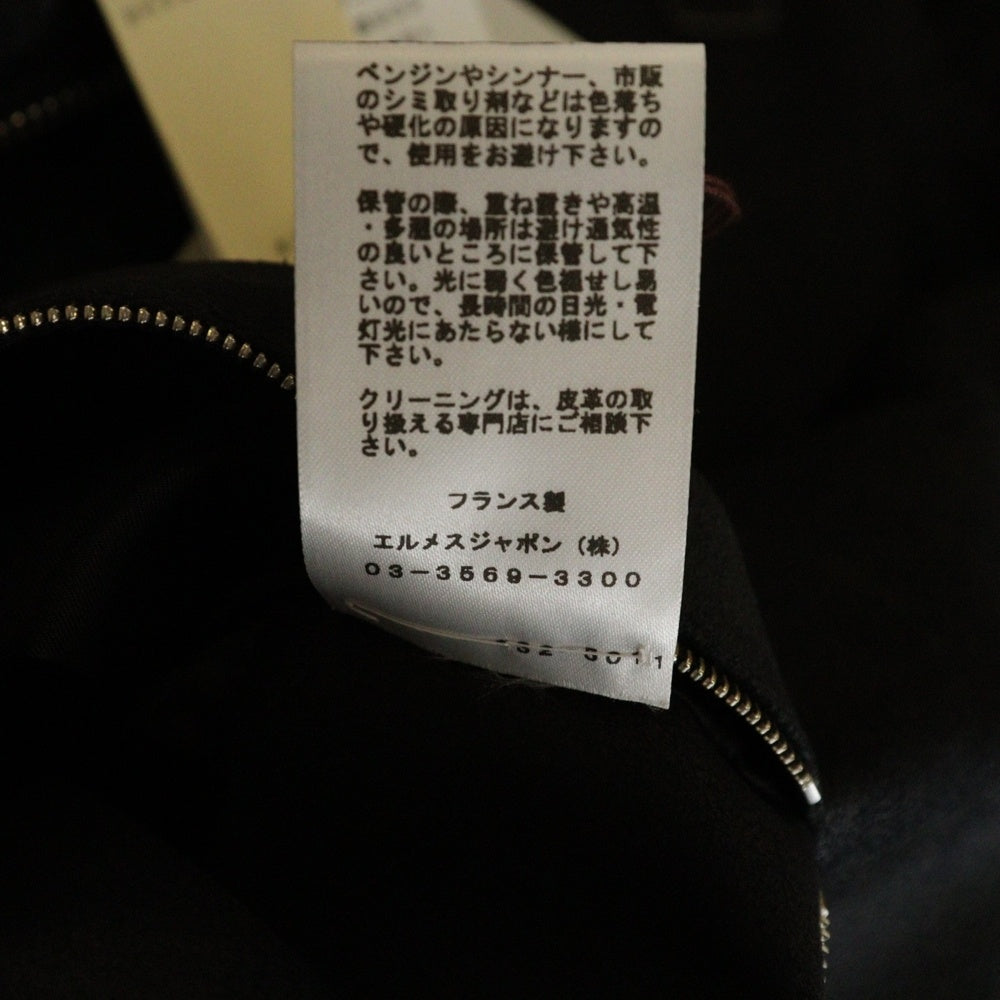 ベンジンやシンナー、市販
のシミ取り剤などは色落ち
や硬化の原因になりますの
で、使用をお避け下さい。
保管の際、重ね置きや高温
・多湿の場所は避け通気性
の良いところに保管して下
さい。光に弱く色褪せし易
いので、長時間の日光・電
灯光にあたらない様にして
下さい。
クリーニングは、皮革の取
り扱える専門店にご相談下
さい。
フランス製
エルメスジャポン（株）
03-3569-3300